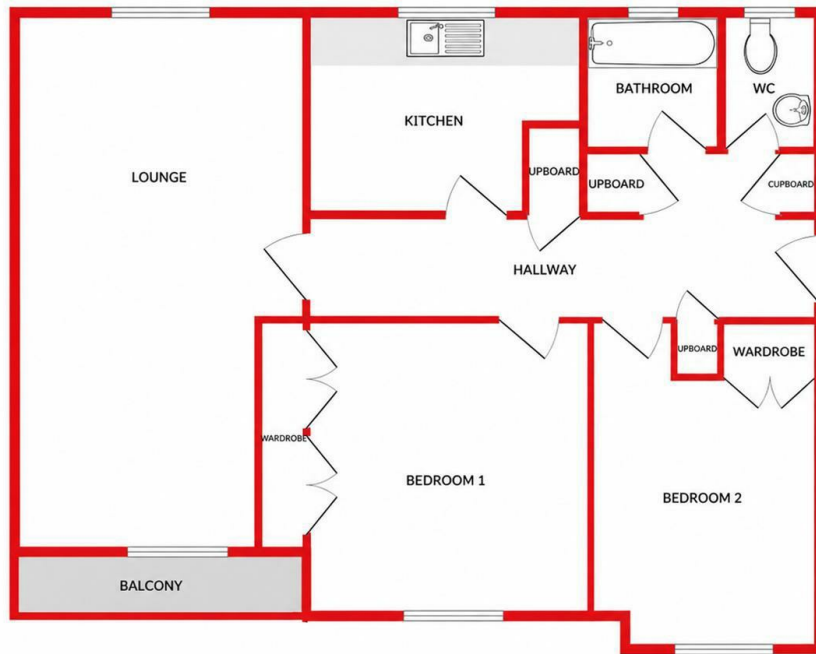 BATHROOM
WC
KITCHEN
LOUNGE
UPBOARD
UPBOARD
CUPBOARD
HALLWAY
UPBOARD
WARDROBE
WARDROBE
BEDROOM 1
BEDROOM 2
BALCONY